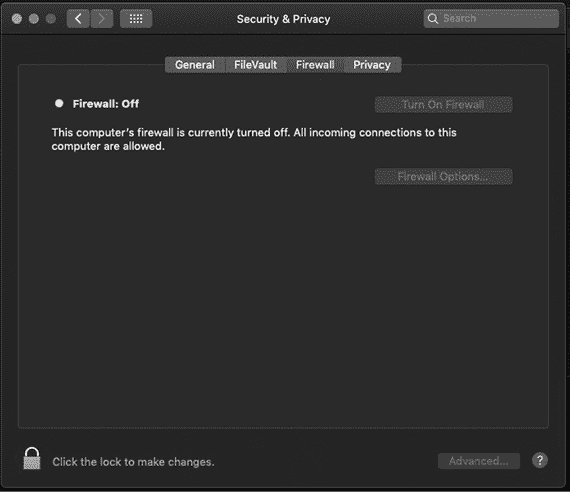 Security & Privacy
Search
General FileVault Firewall Privacy
Firewall: Off
Turn On Firewall
This computer's firewall is currently turned off. All incoming connections to this
computer are allowed.
Firewall Options...
Click the lock to make changes.
Advanced...
?